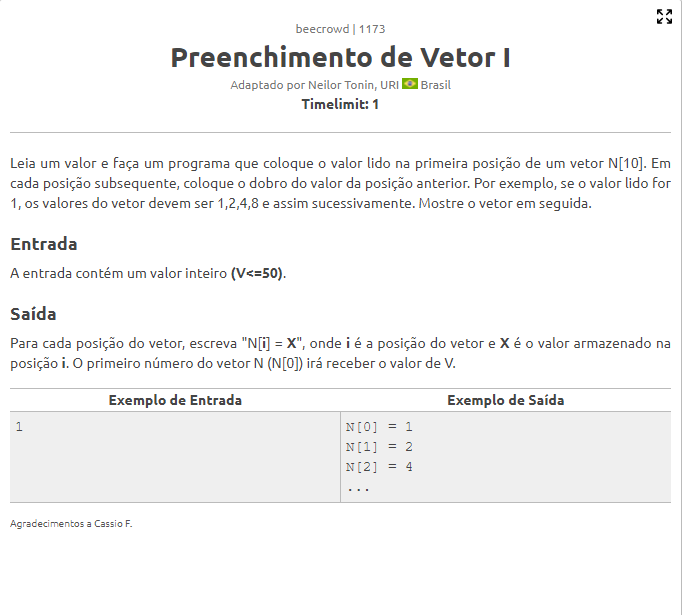 beecrowd | 1173
Preenchimento de Vetor I
Adaptado por Neilor Tonin, URI Brasil
Timelimit: 1
Leia um valor e faça um programa que coloque o valor lido na primeira posição de um vetor N[10]. Em
cada posição subsequente, coloque o dobro do valor da posição anterior. Por exemplo, se o valor lido for
1, os valores do vetor devem ser 1,2,4,8 e assim sucessivamente. Mostre o vetor em seguida.
Entrada
A entrada contém um valor inteiro (V<=50).
Saída
Para cada posição do vetor, escreva "N[i] = X", onde i é a posição do vetor e X é o valor armazenado na
posição i. O primeiro número do vetor N (N[0]) irá receber o valor de V.
Exemplo de Entrada Exemplo de Saída
1 N[0] = 1
N[1] = 2
N[2] = 4
...
Agradecimentos a Cassio F.